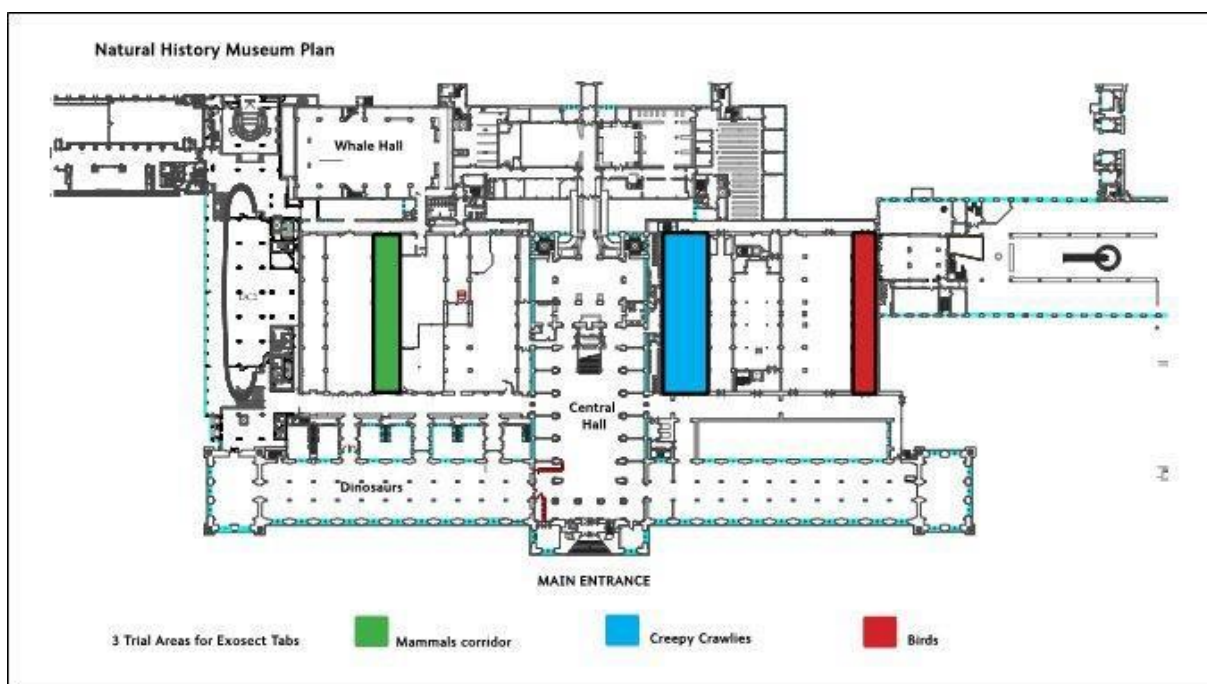 Natural History Museum Plan
Whale Hall
Central
Hall
Dinosaurs
MAIN ENTRANCE
3 Trial Areas for Exosect Tabs
Mammals corridor
Creepy Crawlies
Birds